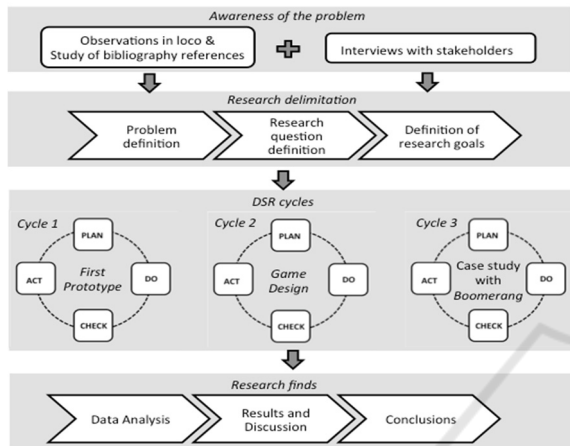 Awareness of the problem
Observations in loco &
Study of bibliography references
Interviews with stakeholders
Research delimitation
Problem
definition
Research
question
definition
Definition of
research goals
DSR cycles
Cycle 1
PLAN
ACT
First
Prototype
DO
CHECK
Cycle 2
PLAN
ACT
Game
Design
DO
CHECK
Cycle 3
PLAN
ACT
Case study
with
Boomerang
DO
CHECK
Research finds
Data Analysis
Results and
Discussion
Conclusions